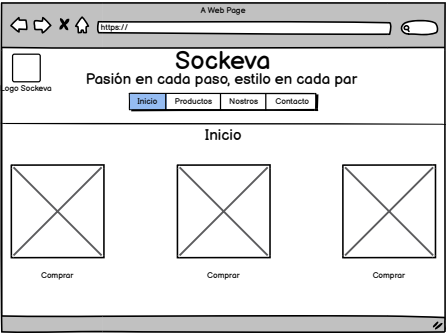 A Web Page
https://
Sockeva
Pasión en cada paso, estilo en cada par
Logo Sockeva
Inicio Productos Nostros Contacto
Inicio
Comprar Comprar Comprar